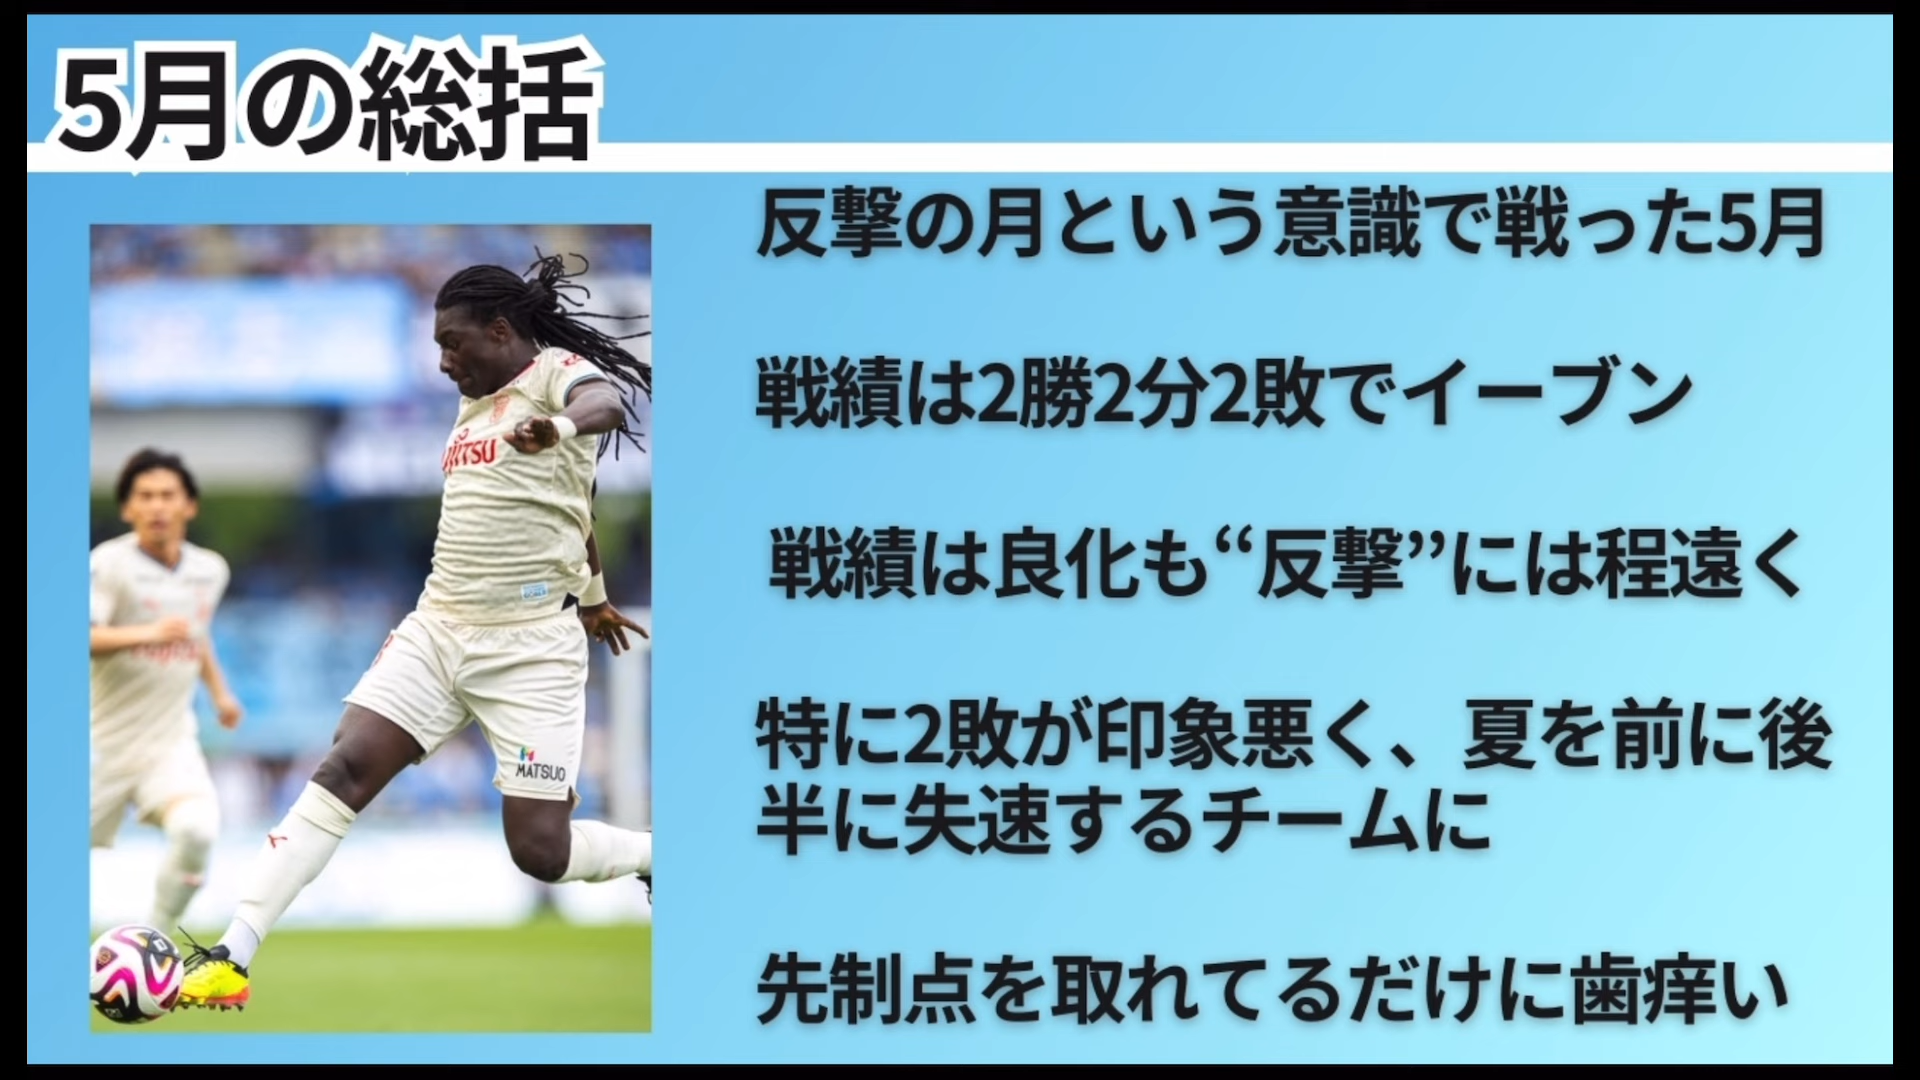 5月の総括
反撃の月という意識で戦った5月
戦績は2勝2分2敗でイーブン
戦績は良化も“反撃”には程遠く
特に2敗が印象悪く、夏を前に後
半に失速するチームに
先制点を取れてるだけに歯痒い
MATSUO